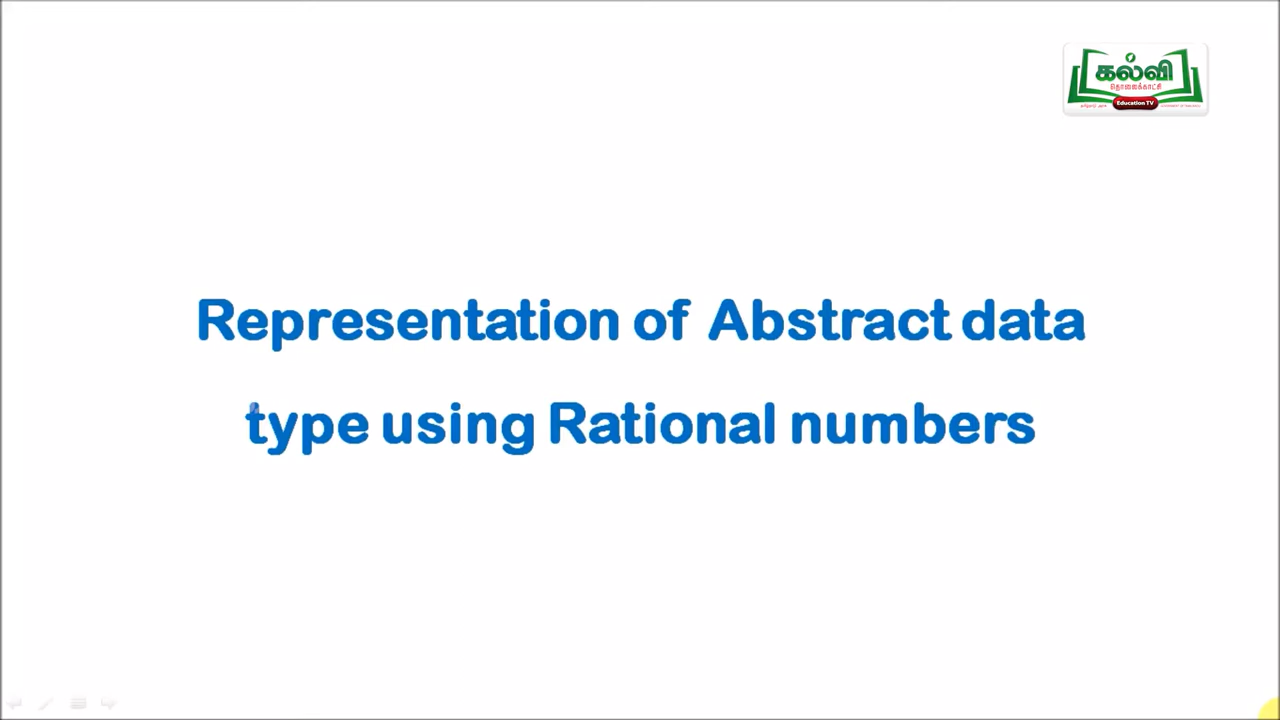 கல்வி
தொலைக்காட்சி
Education TV
Representation of Abstract data
type using Rational numbers